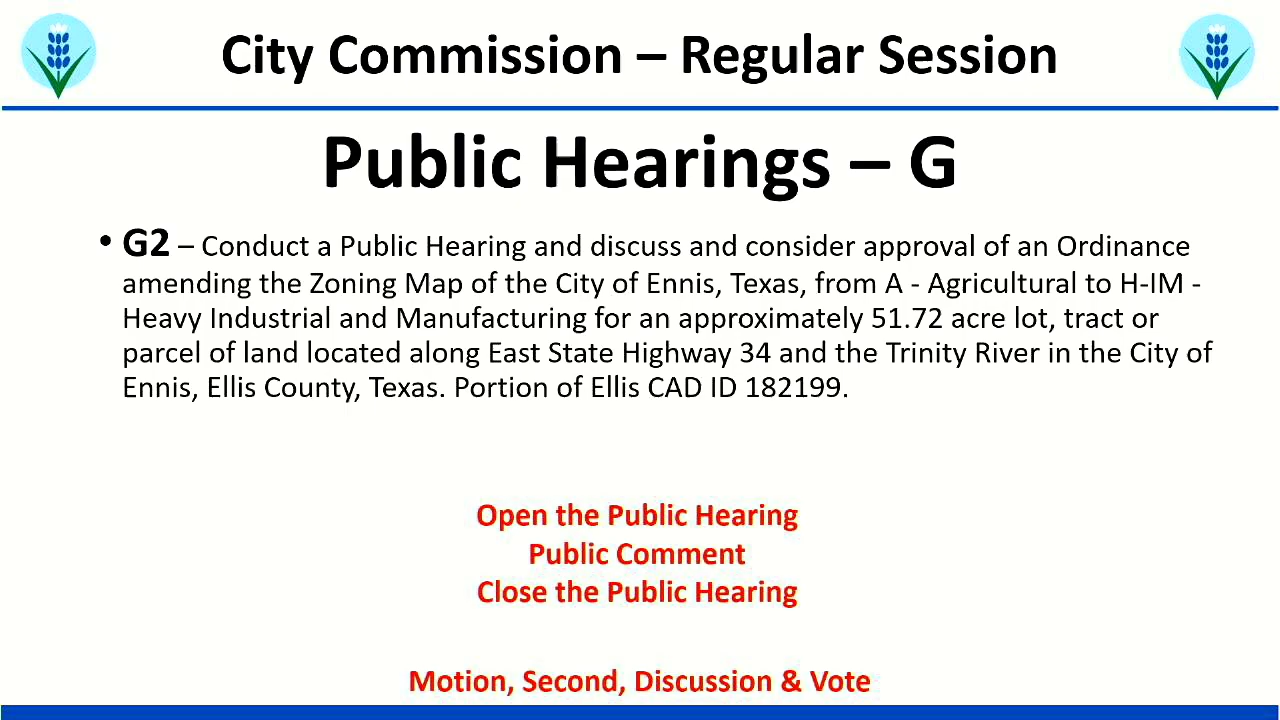 City Commission – Regular Session
Public Hearings – G
• G2 – Conduct a Public Hearing and discuss and consider approval of an Ordinance
amending the Zoning Map of the City of Ennis, Texas, from A - Agricultural to H-IM -
Heavy Industrial and Manufacturing for an approximately 51.72 acre lot, tract or
parcel of land located along East State Highway 34 and the Trinity River in the City of
Ennis, Ellis County, Texas. Portion of Ellis CAD ID 182199.
Open the Public Hearing
Public Comment
Close the Public Hearing
Motion, Second, Discussion & Vote